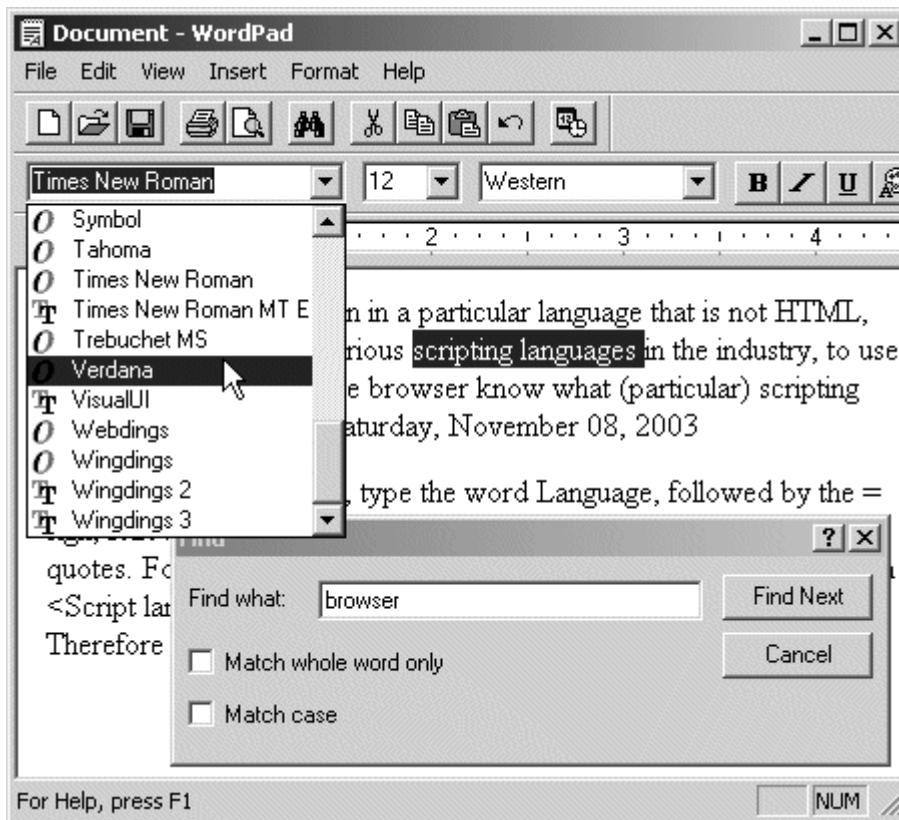 Document - WordPad
File Edit View Insert Format Help
Times New Roman 12 Western B I U
Symbol
Tahoma
Times New Roman
Times New Roman MT E
Trebuchet MS
Verdana
VisualUI
Webdings
Wingdings
Wingdings 2
Wingdings 3
2 3 4
n in a particular language that is not HTML,
rious scripting languages in the industry, to use
e browser know what (particular) scripting
aturday, November 08, 2003
, type the word Language, followed by the =
quotes. Fo
<Script lan
Therefore
Find
Find what: browser
Find Next
Cancel
Match whole word only
Match case
For Help, press F1 NUM